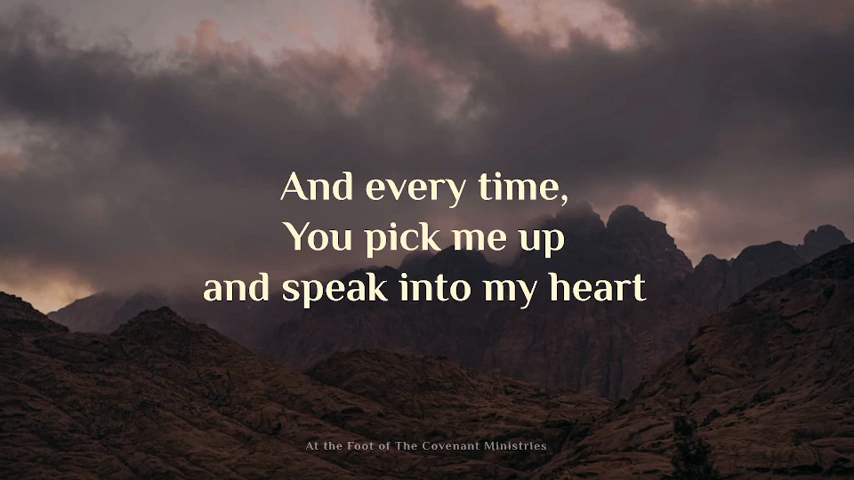 And every time,
You pick me up
and speak into my heart
At the Foot of The Covenant Ministries